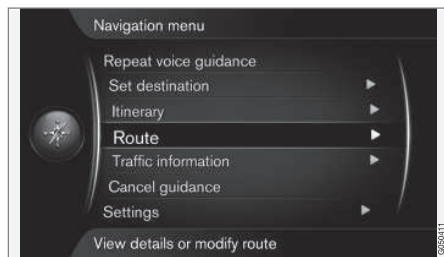 Navigation menu
Repeat voice guidance
Set destination
Itinerary
Route
Traffic information
Cancel guidance
Settings
View details or modify route
G050411